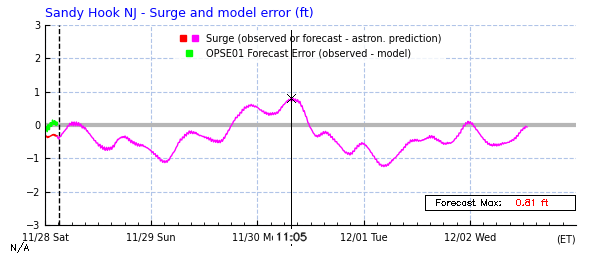 Sandy Hook NJ - Surge and model error (ft)
Surge (observed or forecast - astron. prediction)
OPSE01 Forecast Error (observed - model)
3
2
1
0
−1
−2
−3
Forecast Max: 0.81 ft
11/28 Sat 11/29 Sun 11/30 M 11:05 12/01 Tue 12/02 Wed (ET)
N/A